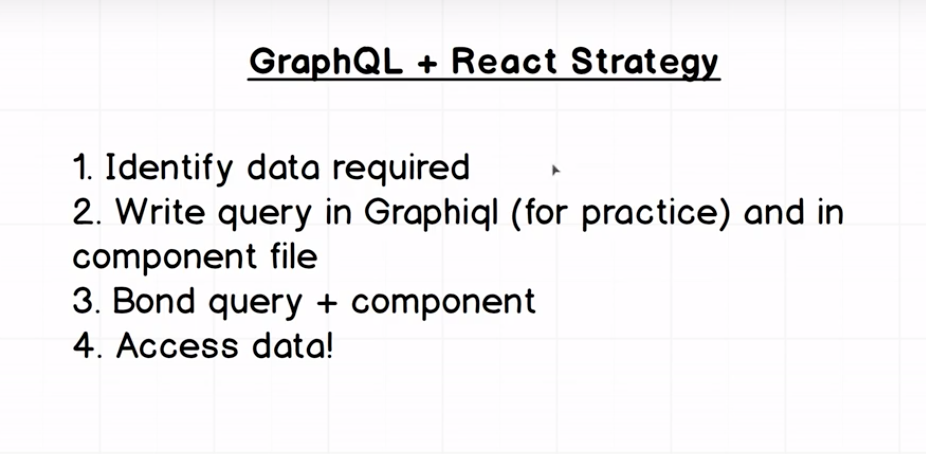 GraphQL + React Strategy
1. Identify data required
2. Write query in Graphiql (for practice) and in
component file
3. Bond query + component
4. Access data!